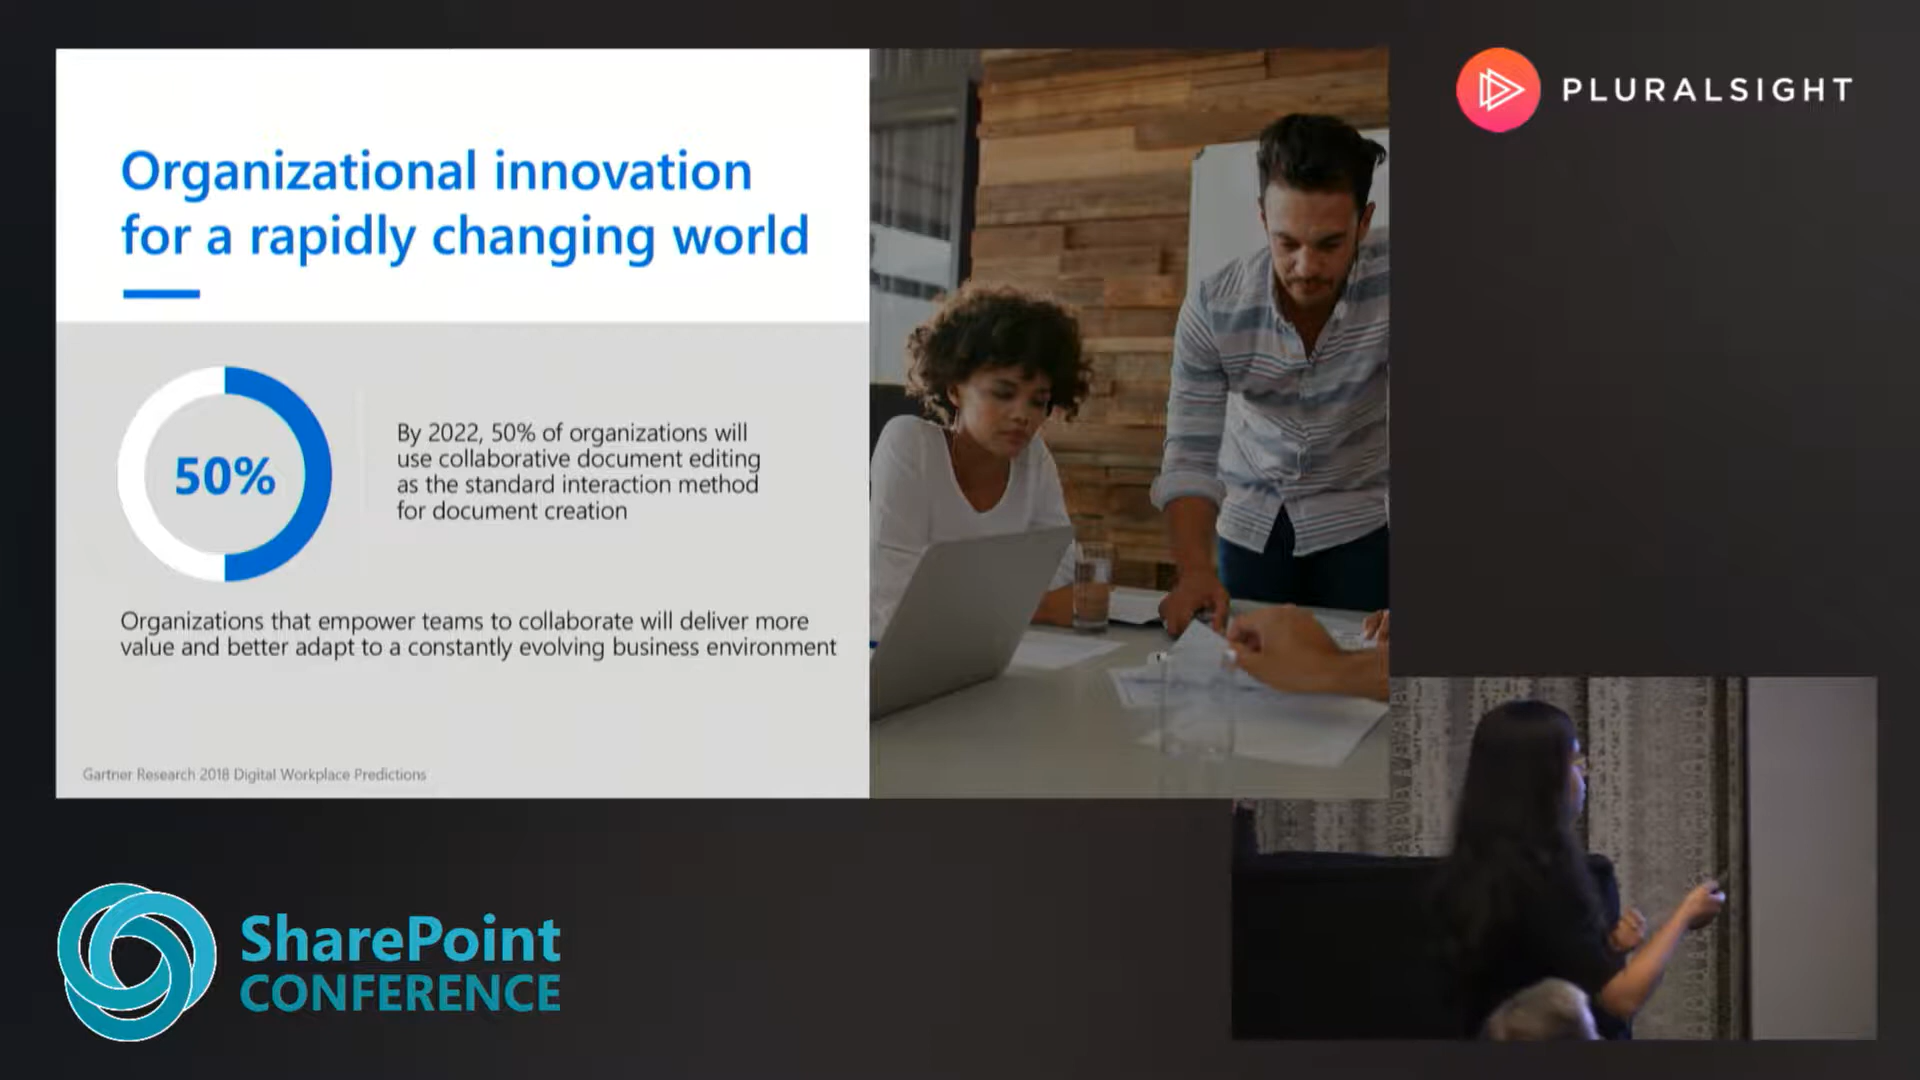 Organizational innovation
for a rapidly changing world
50%
By 2022, 50% of organizations will
use collaborative document editing
as the standard interaction method
for document creation
Organizations that empower teams to collaborate will deliver more
value and better adapt to a constantly evolving business environment
Gartner Research 2018 Digital Workplace Predictions
PLURALSIGHT
SharePoint
CONFERENCE